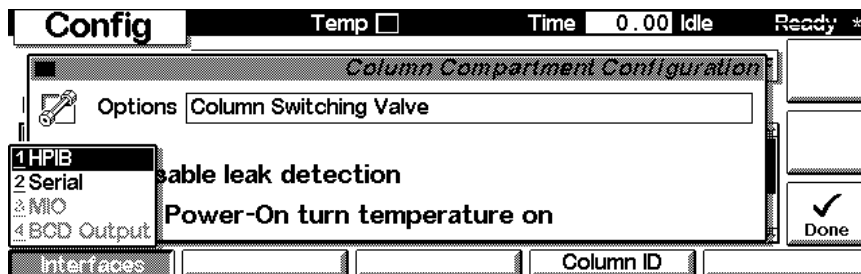 Config Temp Time 0.00 Idle Ready *
Column Compartment Configuration
Options Column Switching Valve
1 HPIB
2 Serial
3 MIO
4 BCD Output
sable leak detection
Power-On turn temperature on
Done
Interfaces Column ID